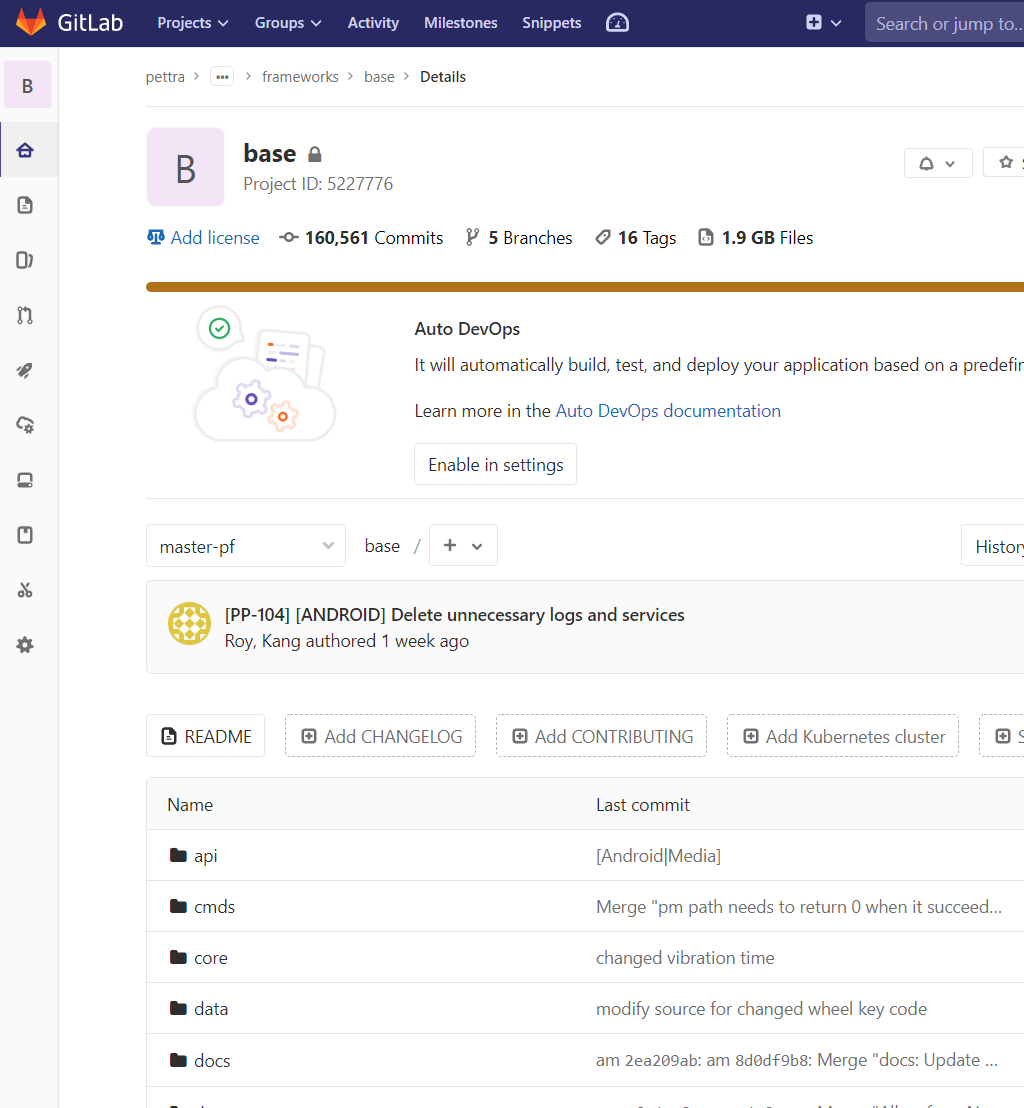 GitLab Projects Groups Activity Milestones Snippets Search or jump to...
B pettra > ... > frameworks > base > Details
B
base
Project ID: 5227776
Add license 160,561 Commits 5 Branches 16 Tags 1.9 GB Files
Auto DevOps
It will automatically build, test, and deploy your application based on a predefin
Learn more in the Auto DevOps documentation
Enable in settings
master-pf base / + History
[PP-104] [ANDROID] Delete unnecessary logs and services
Roy, Kang authored 1 week ago
README Add CHANGELOG Add CONTRIBUTING Add Kubernetes cluster
Name Last commit
api [Android|Media]
cmds Merge "pm path needs to return 0 when it succeed...
core changed vibration time
data modify source for changed wheel key code
docs am 2ea209ab: am 8d0df9b8: Merge "docs: Update ...